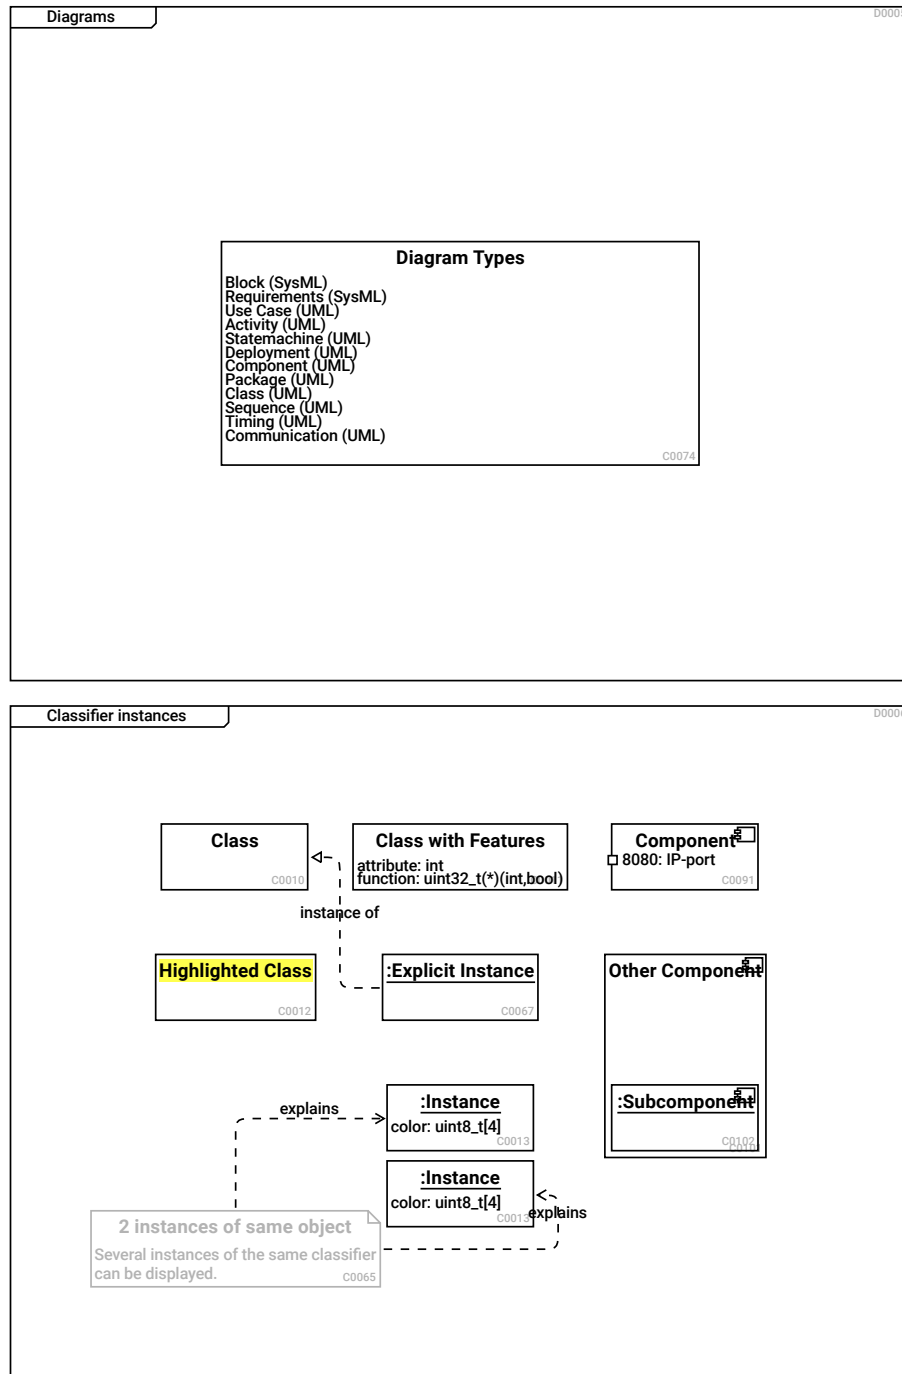 Diagrams
Diagram Types
Block (SysML)
Requirements (SysML)
Use Case (UML)
Activity (UML)
Statemachine (UML)
Deployment (UML)
Component (UML)
Package (UML)
Class (UML)
Sequence (UML)
Timing (UML)
Communication (UML)
C0074
Classifier instances
Class
C0010
Class with Features
attribute: int
function: uint32_t(*)(int,bool)
Component
8080: IP-port
C0091
instance of
Highlighted Class
C0012
:Explicit Instance
C0067
Other Component
explains
:Instance
color: uint8_t[4]
C0013
:Subcomponent
C0102
:Instance
color: uint8_t[4]
C0013
explains
2 instances of same object
Several instances of the same classifier
can be displayed.
C0065